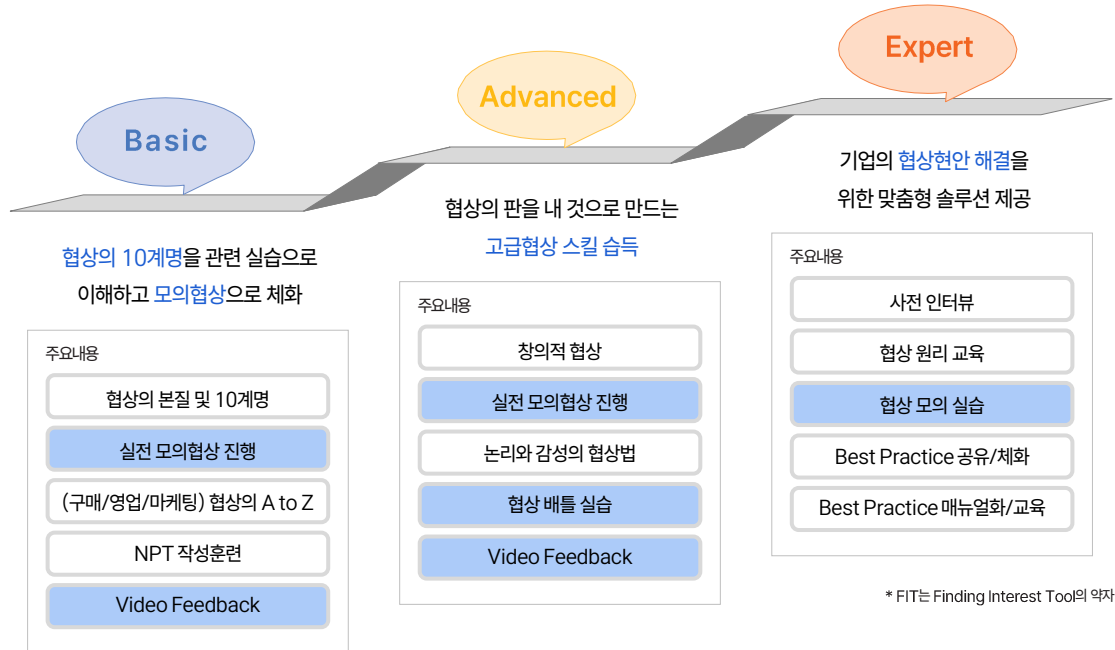 Basic
협상의 10계명을 관련 실습으로
이해하고 모의협상으로 체화
주요내용
협상의 본질 및 10계명
실전 모의협상 진행
(구매/영업/마케팅) 협상의 A to Z
NPT 작성훈련
Video Feedback
Advanced
협상의 판을 내 것으로 만드는
고급협상 스킬 습득
주요내용
창의적 협상
실전 모의협상 진행
논리와 감성의 협상법
협상 배틀 실습
Video Feedback
Expert
기업의 협상현안 해결을
위한 맞춤형 솔루션 제공
주요내용
사전 인터뷰
협상 원리 교육
협상 모의 실습
Best Practice 공유/체화
Best Practice 매뉴얼화/교육
* FIT는 Finding Interest Tool의 약자